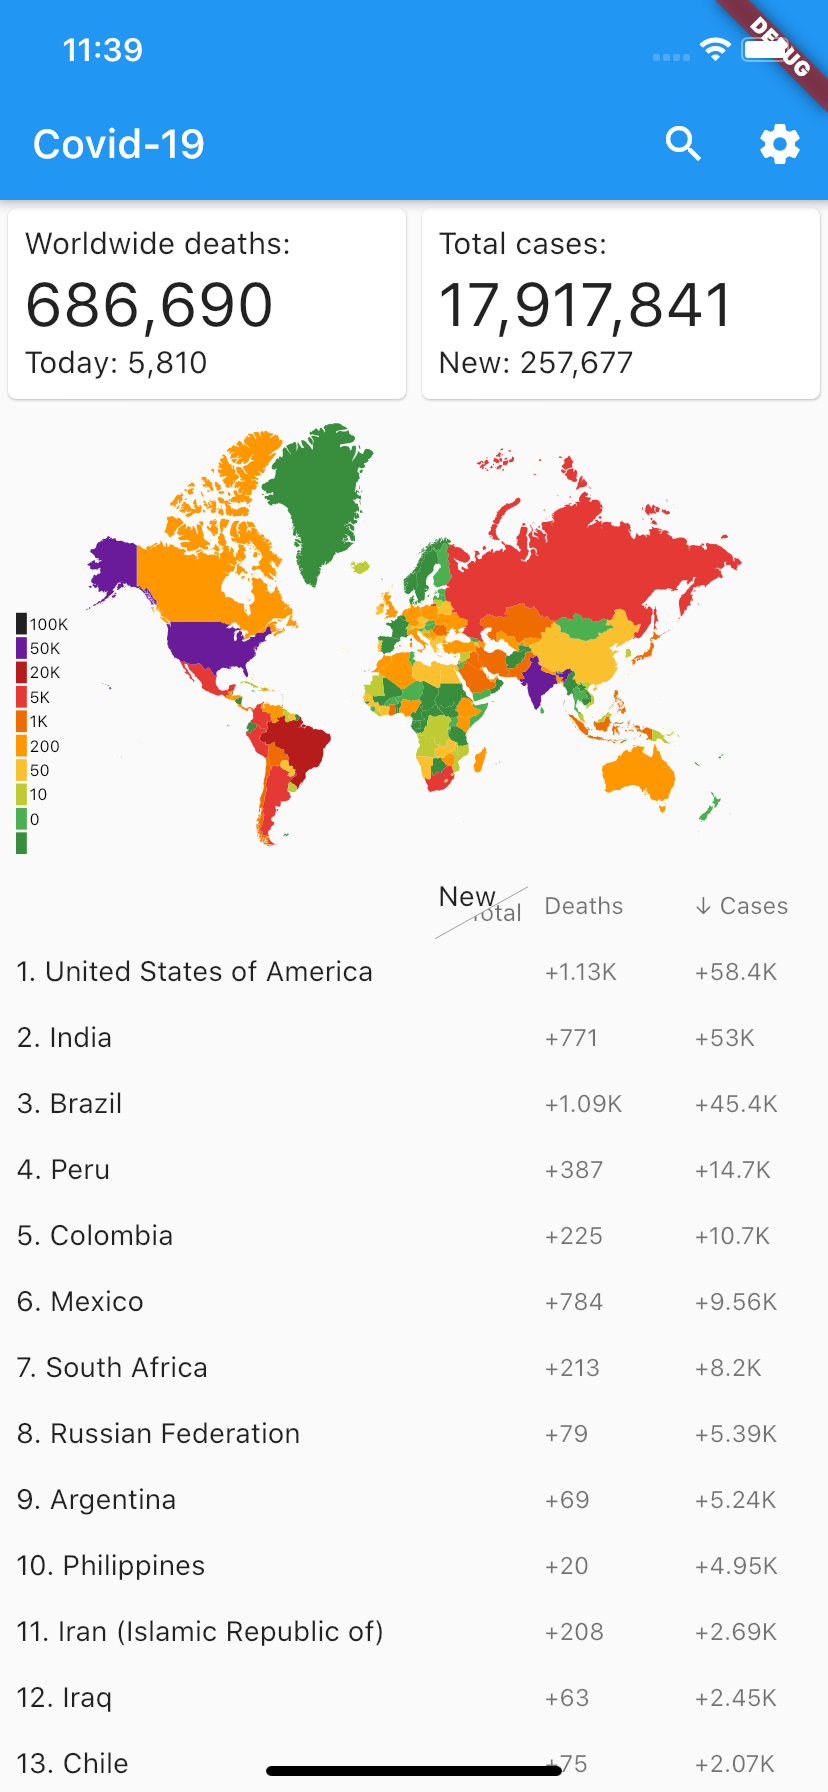 11:39
DEBUG
Covid-19
Worldwide deaths:
686,690
Today: 5,810
Total cases:
17,917,841
New: 257,677
100K
50K
20K
5K
1K
200
50
10
0
New
Total
Deaths
↓ Cases
1. United States of America +1.13K +58.4K
2. India +771 +53K
3. Brazil +1.09K +45.4K
4. Peru +387 +14.7K
5. Colombia +225 +10.7K
6. Mexico +784 +9.56K
7. South Africa +213 +8.2K
8. Russian Federation +79 +5.39K
9. Argentina +69 +5.24K
10. Philippines +20 +4.95K
11. Iran (Islamic Republic of) +208 +2.69K
12. Iraq +63 +2.45K
13. Chile +75 +2.07K